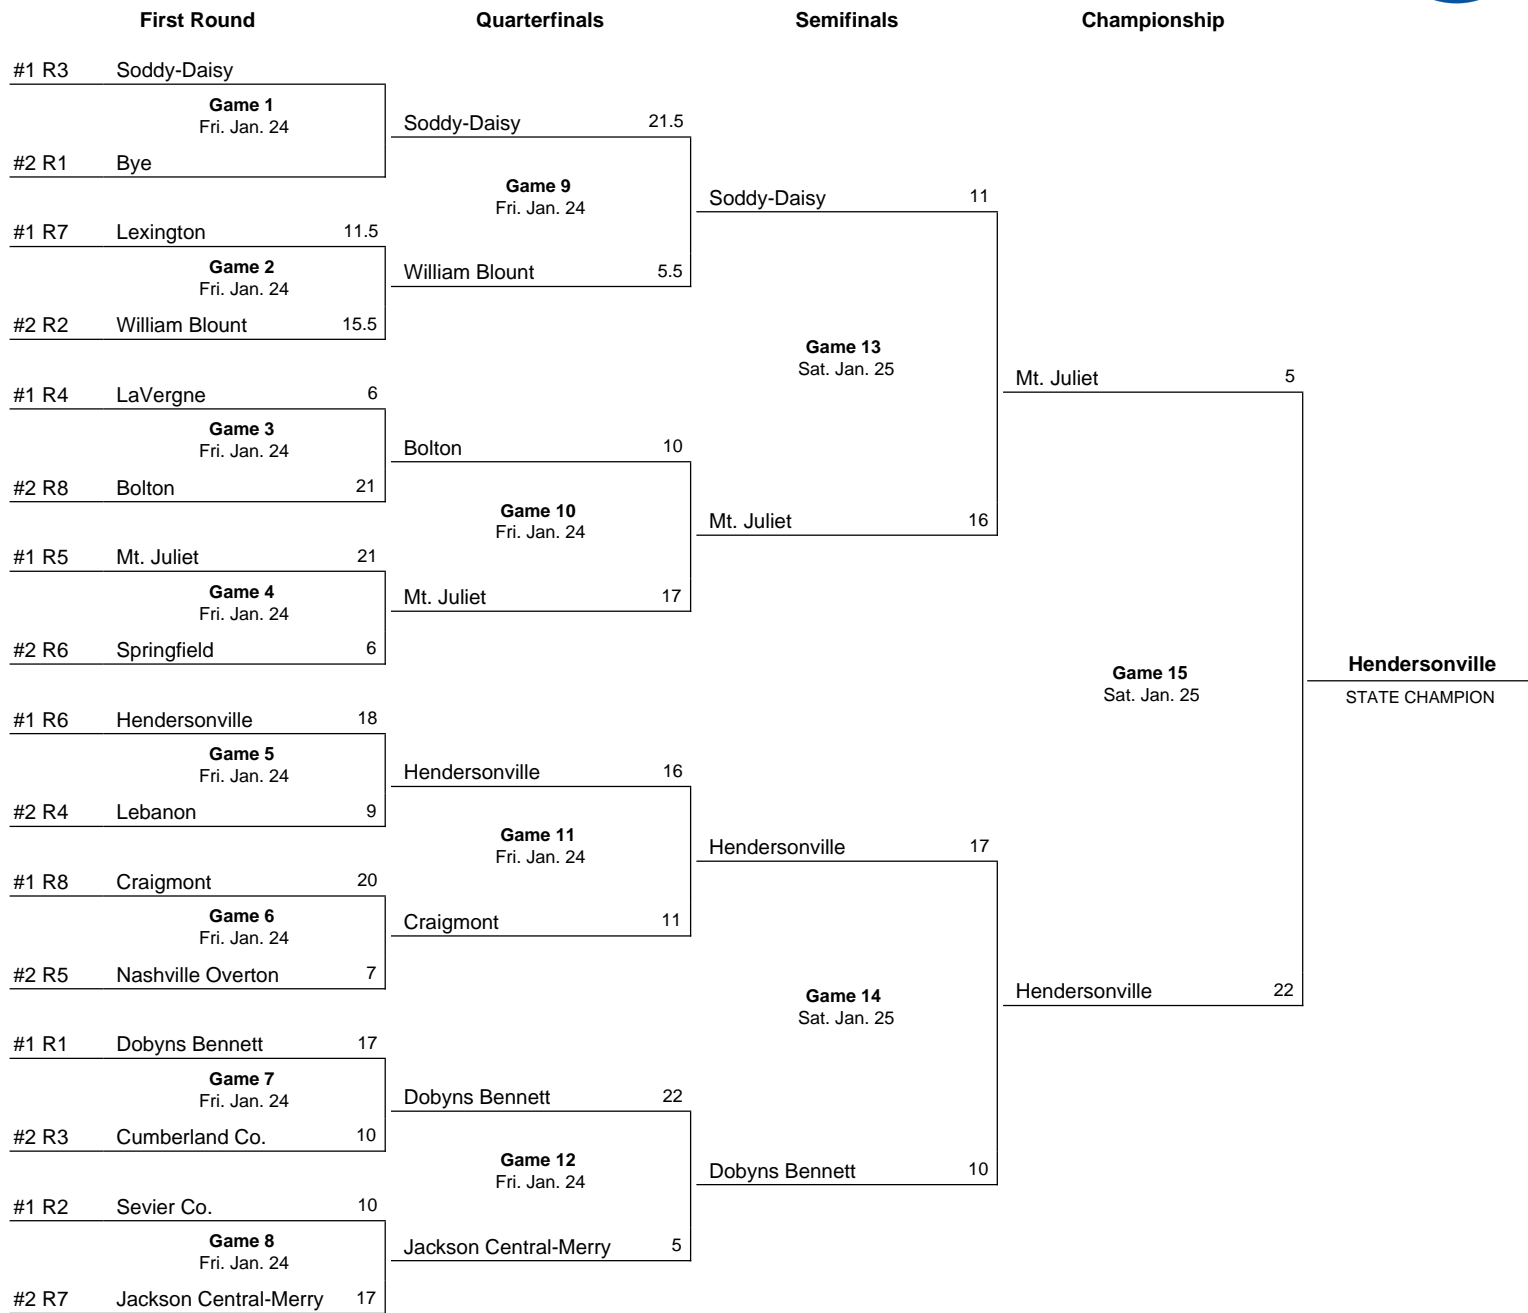 First Round Quarterfinals Semifinals Championship
#1 R3 Soddy-Daisy
Game 1
Fri. Jan. 24
Soddy-Daisy 21.5
#2 R1 Bye
Game 9
Fri. Jan. 24
Soddy-Daisy 11
#1 R7 Lexington 11.5
Game 2
Fri. Jan. 24
William Blount 5.5
#2 R2 William Blount 15.5
Game 13
Sat. Jan. 25
Mt. Juliet 5
#1 R4 LaVergne 6
Game 3
Fri. Jan. 24
Bolton 10
#2 R8 Bolton 21
Game 10
Fri. Jan. 24
Mt. Juliet 16
#1 R5 Mt. Juliet 21
Game 4
Fri. Jan. 24
Mt. Juliet 17
#2 R6 Springfield 6
Game 15
Sat. Jan. 25
Hendersonville
STATE CHAMPION
#1 R6 Hendersonville 18
Game 5
Fri. Jan. 24
Hendersonville 16
#2 R4 Lebanon 9
Game 11
Fri. Jan. 24
Hendersonville 17
#1 R8 Craigmont 20
Game 6
Fri. Jan. 24
Craigmont 11
#2 R5 Nashville Overton 7
Game 14
Sat. Jan. 25
Hendersonville 22
#1 R1 Dobyns Bennett 17
Game 7
Fri. Jan. 24
Dobyns Bennett 22
#2 R3 Cumberland Co. 10
Game 12
Fri. Jan. 24
Dobyns Bennett 10
#1 R2 Sevier Co. 10
Game 8
Fri. Jan. 24
Jackson Central-Merry 5
#2 R7 Jackson Central-Merry 17